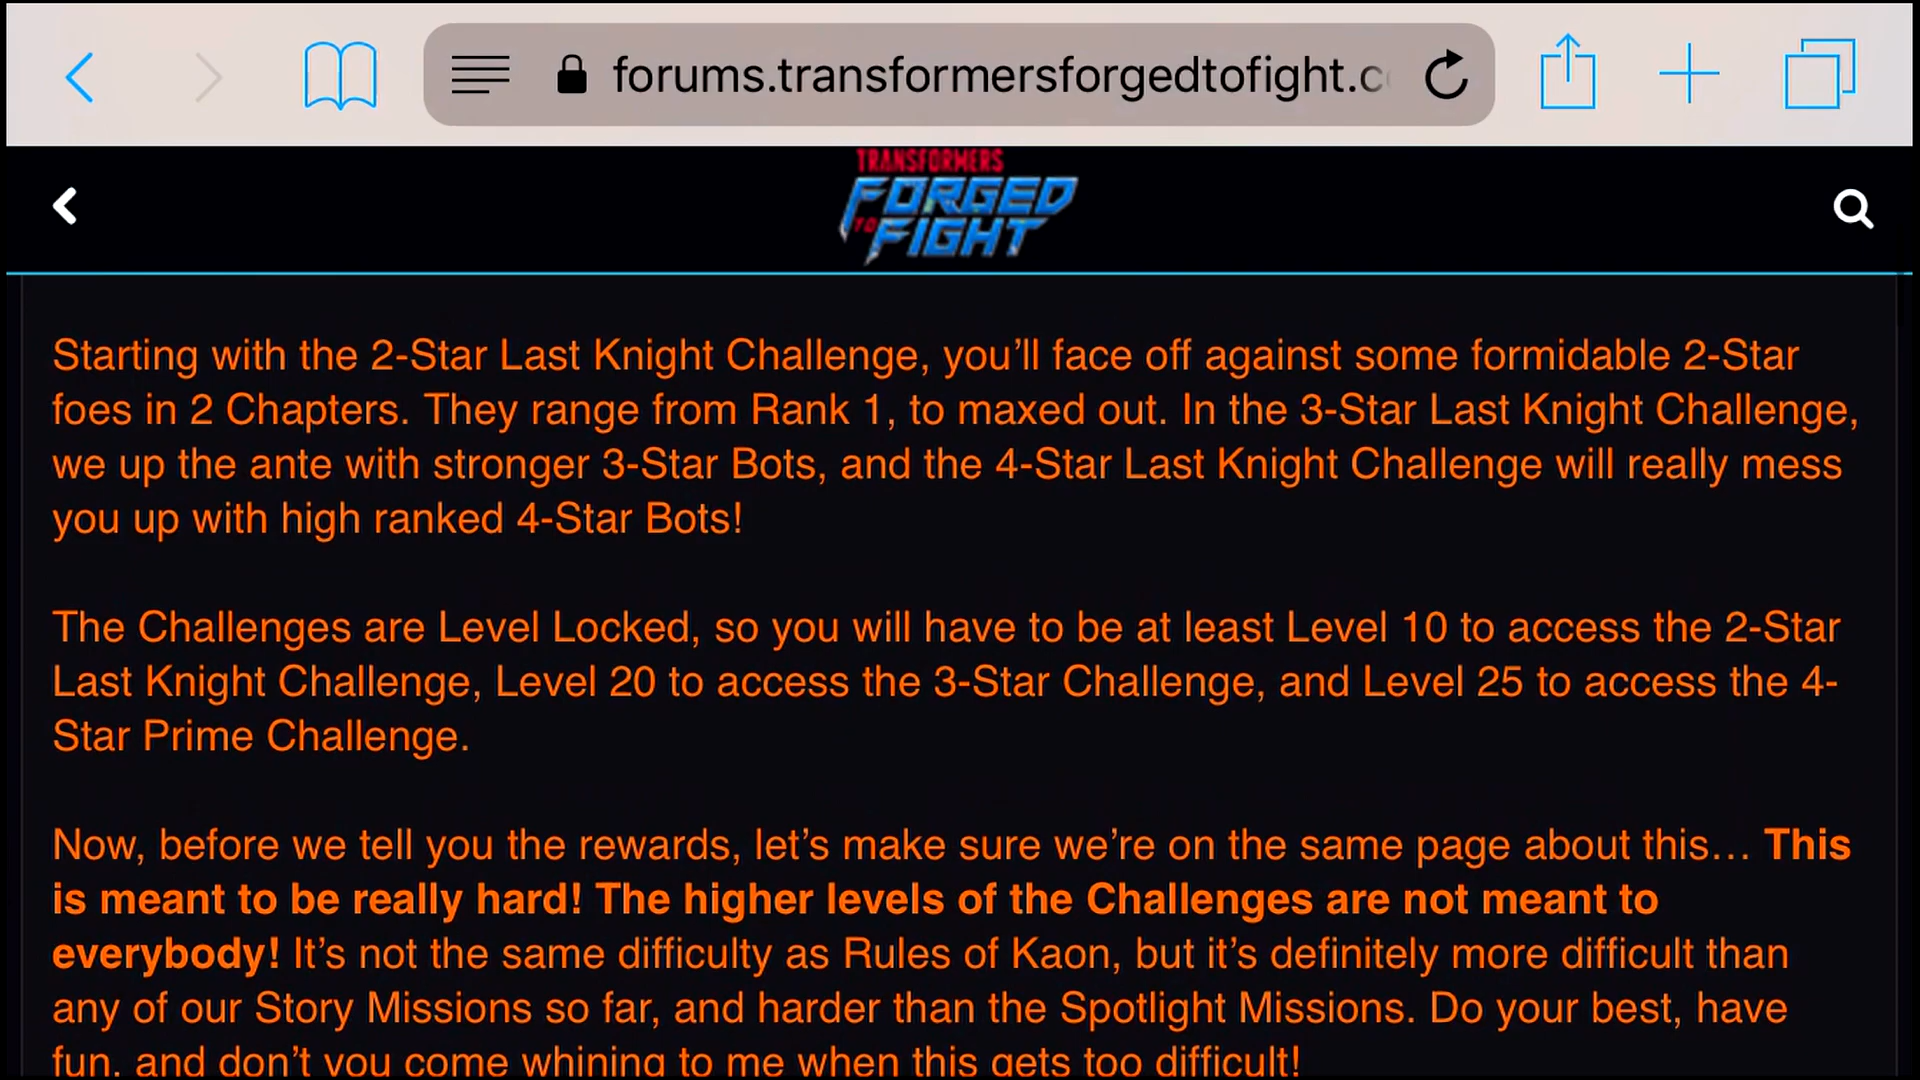 forums.transformersforgedtofight.c
TRANSFORMERS
FORGED
TO FIGHT
Starting with the 2-Star Last Knight Challenge, you’ll face off against some formidable 2-Star
foes in 2 Chapters. They range from Rank 1, to maxed out. In the 3-Star Last Knight Challenge,
we up the ante with stronger 3-Star Bots, and the 4-Star Last Knight Challenge will really mess
you up with high ranked 4-Star Bots!
The Challenges are Level Locked, so you will have to be at least Level 10 to access the 2-Star
Last Knight Challenge, Level 20 to access the 3-Star Challenge, and Level 25 to access the 4-
Star Prime Challenge.
Now, before we tell you the rewards, let’s make sure we’re on the same page about this… This
is meant to be really hard! The higher levels of the Challenges are not meant to
everybody! It’s not the same difficulty as Rules of Kaon, but it’s definitely more difficult than
any of our Story Missions so far, and harder than the Spotlight Missions. Do your best, have
fun, and don’t you come whining to me when this gets too difficult!